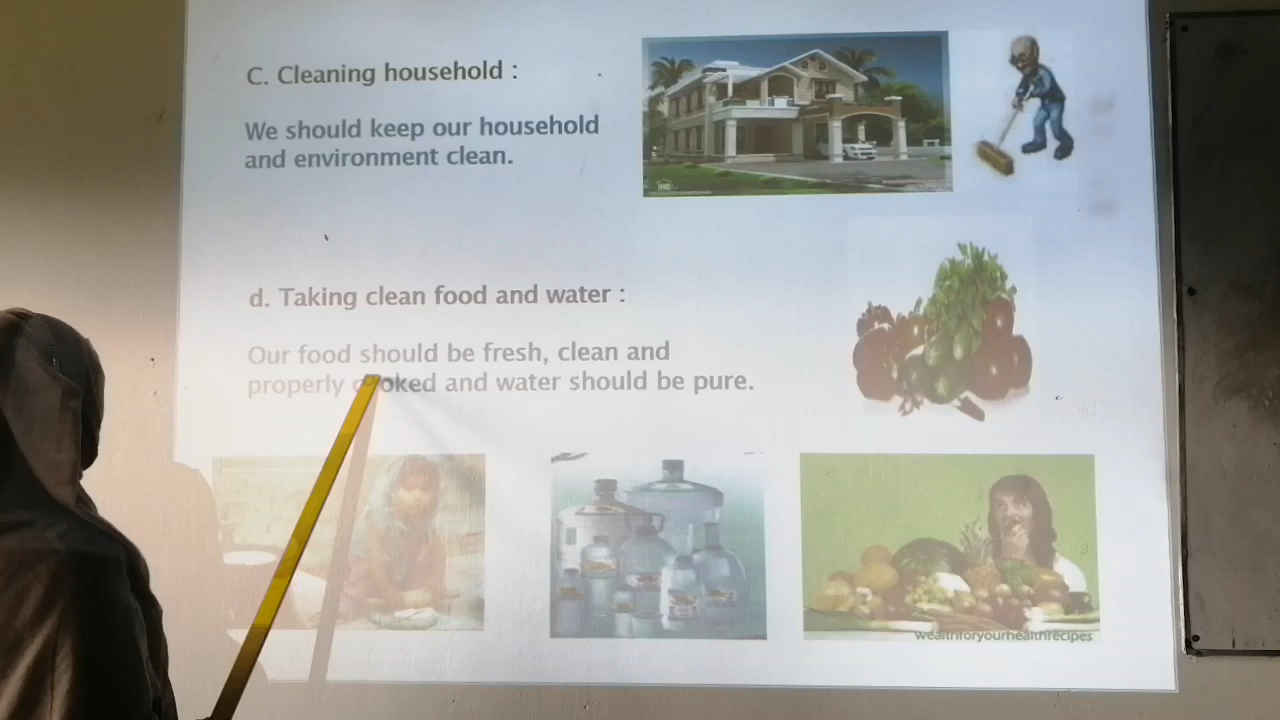 C. Cleaning household :
We should keep our household
and environment clean.
d. Taking clean food and water :
Our food should be fresh, clean and
properly cooked and water should be pure.
wealthforyourhealthrecipes